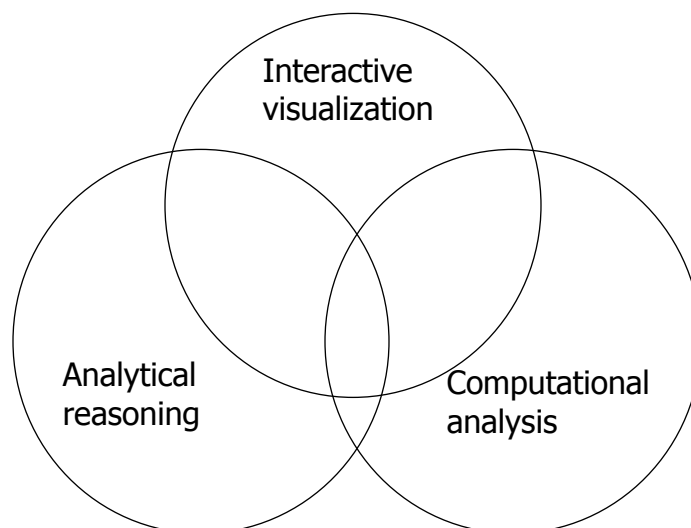 Interactive
visualization
Analytical
reasoning
Computational
analysis